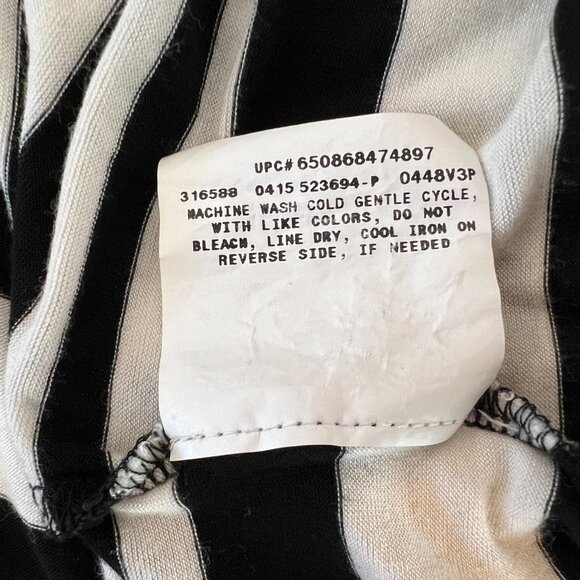 UPC# 650868474897
316588 0415 523694-P 0448V3P
MACHINE WASH COLD GENTLE CYCLE,
WITH LIKE COLORS, DO NOT
BLEACH, LINE DRY, COOL IRON ON
REVERSE SIDE, IF NEEDED